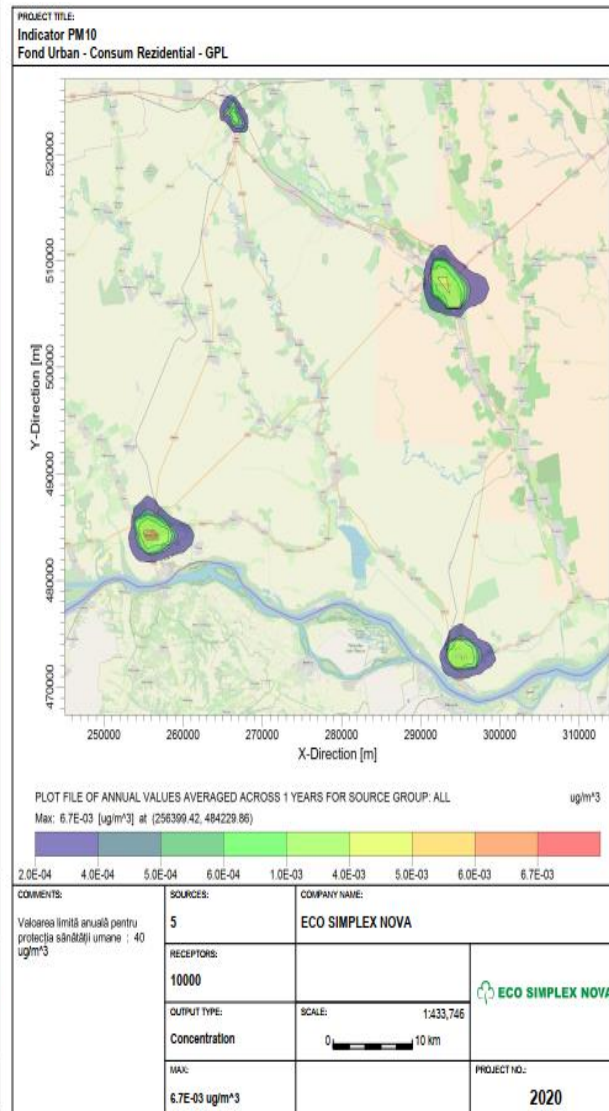 PROJECT TITLE:
Indicator PM10
Fond Urban - Consum Rezidential - GPL
Y-Direction [m]
520000
510000
500000
490000
480000
470000
250000 260000 270000 280000 290000 300000 310000
X-Direction [m]
PLOT FILE OF ANNUAL VALUES AVERAGED ACROSS 1 YEARS FOR SOURCE GROUP: ALL ug/m^3
Max: 6.7E-03 [ug/m^3] at (256399.42, 484229.86)
2.0E-04 4.0E-04 5.0E-04 6.0E-04 1.0E-03 4.0E-03 5.0E-03 6.0E-03 6.7E-03
COMMENTS:
Valoarea limită anuală pentru
protecția sănătății umane : 40
ug/m^3
SOURCES:
5
COMPANY NAME:
ECO SIMPLEX NOVA
RECEPTORS:
10000
ECO SIMPLEX NOVA
OUTPUT TYPE:
Concentration
SCALE: 1:433,746
0 10 km
MAX:
6.7E-03 ug/m^3
PROJECT NO.:
2020